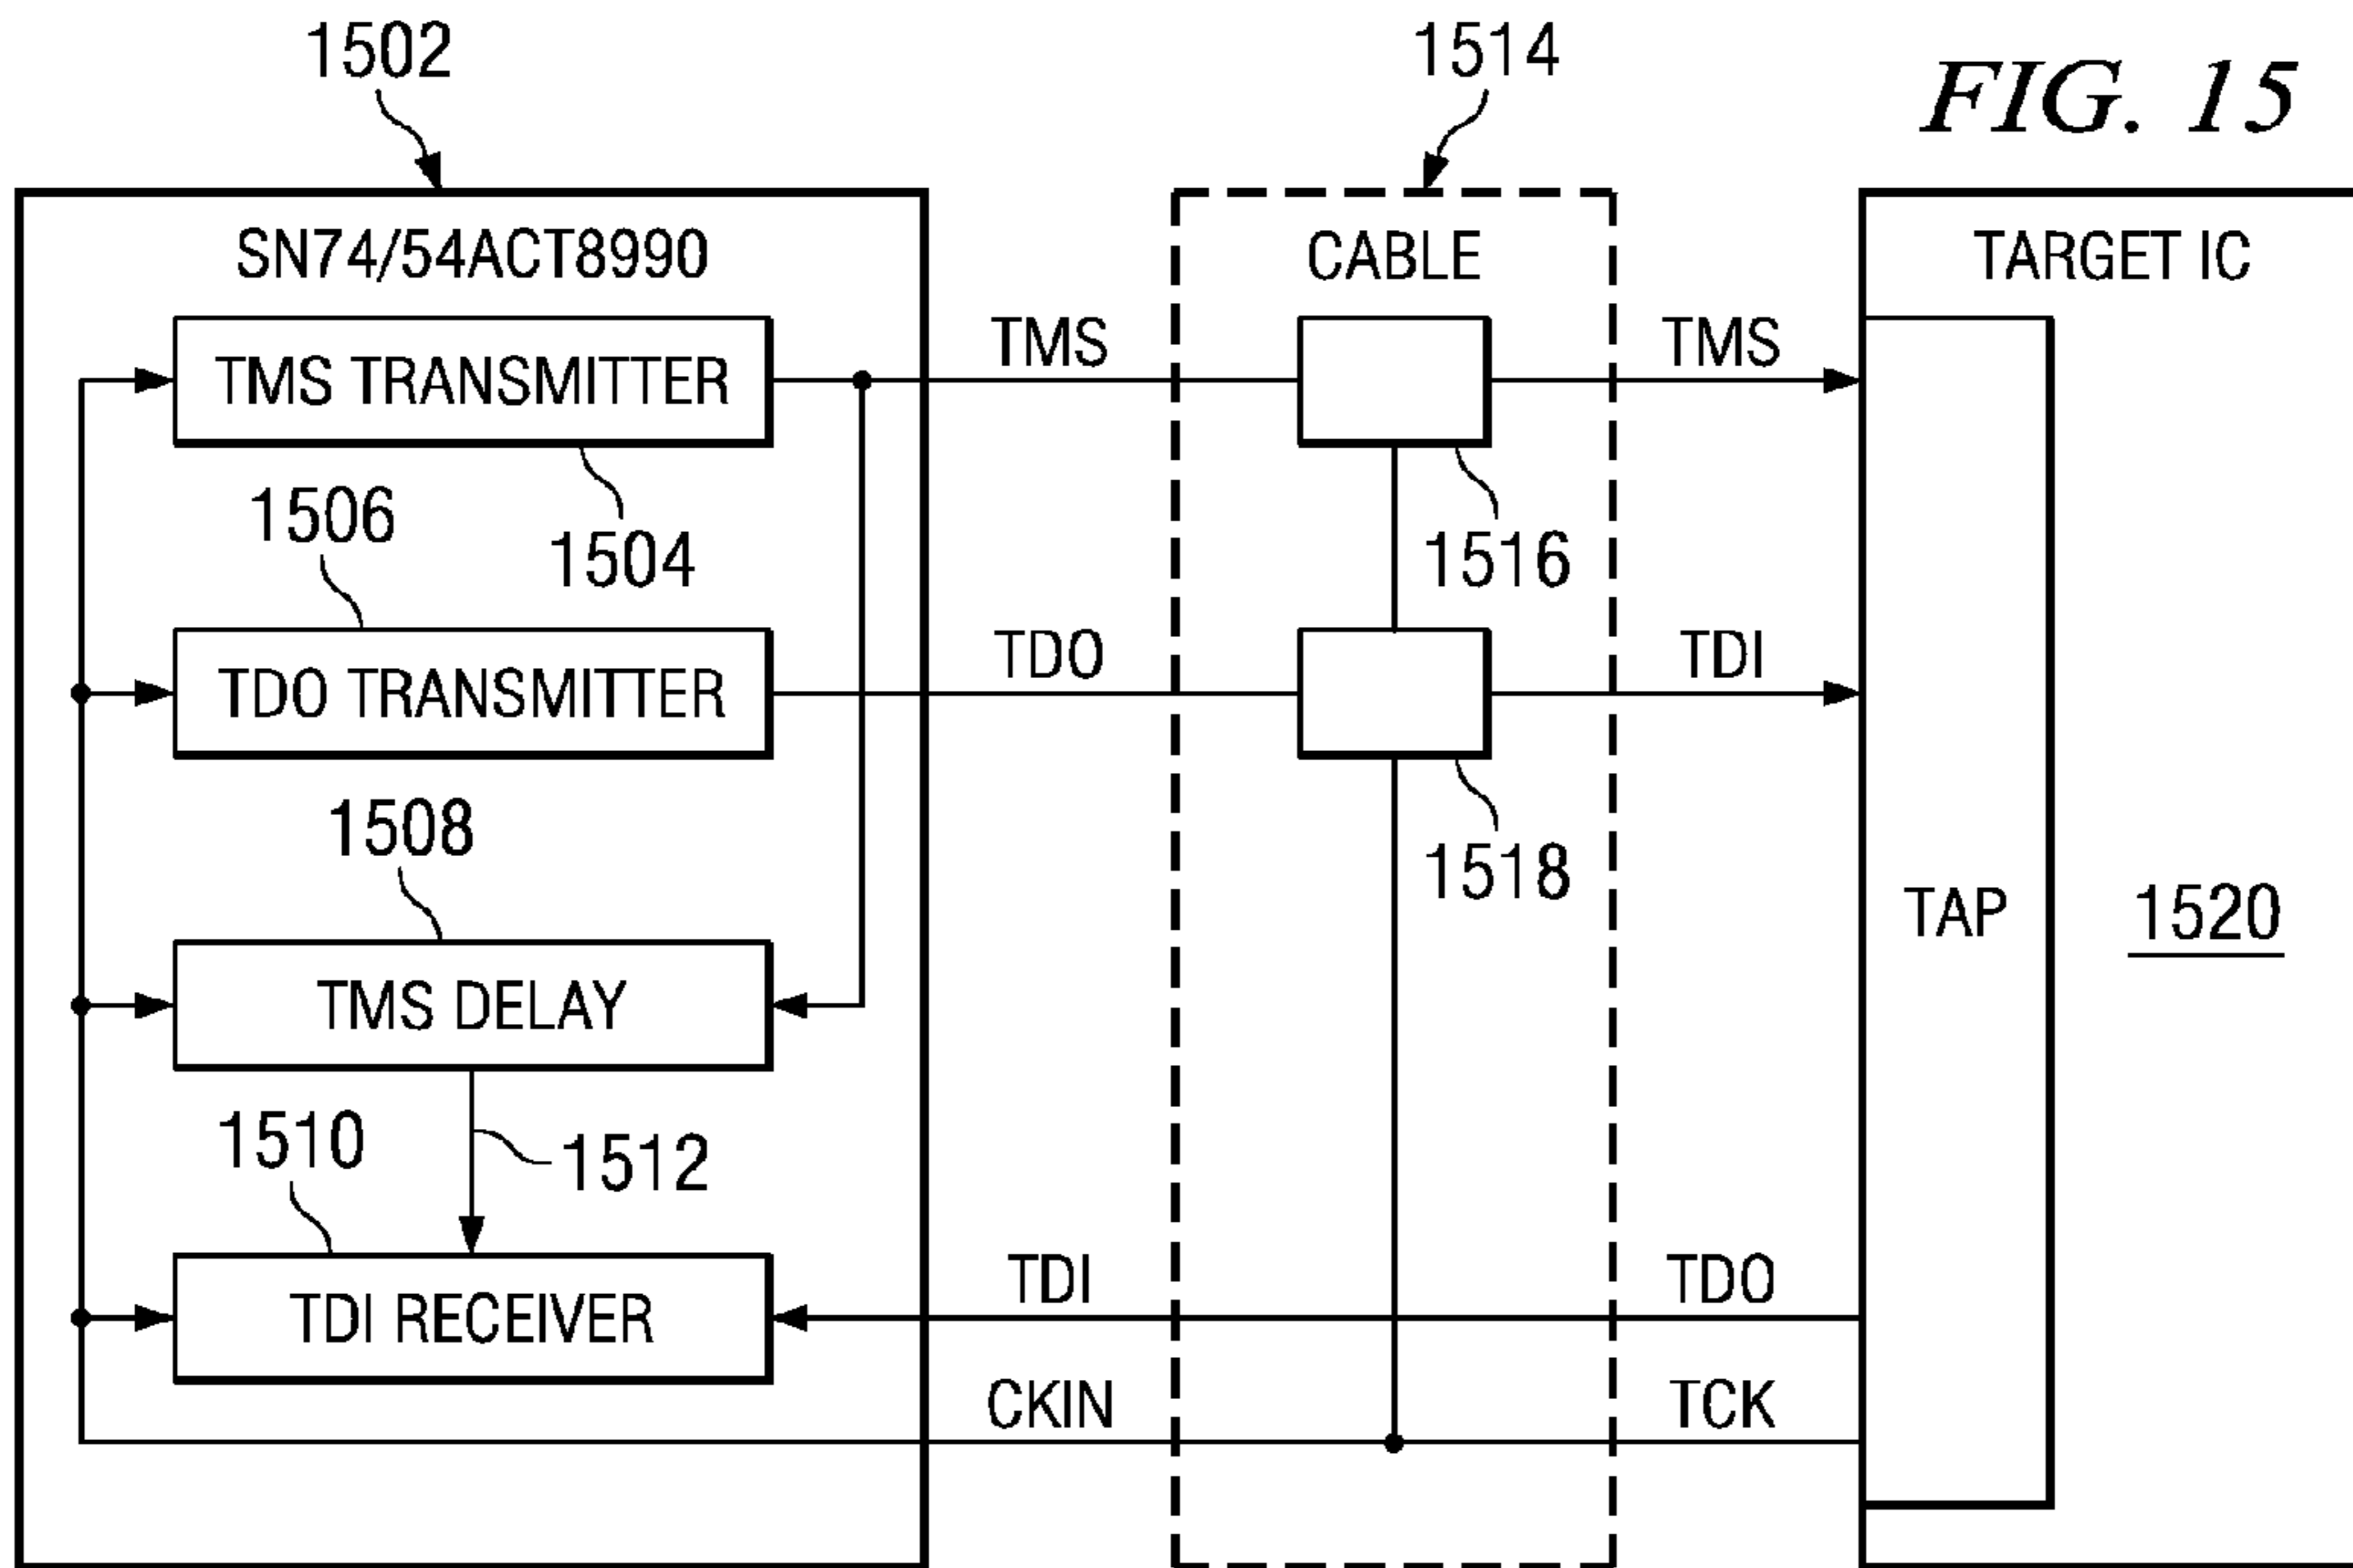 1502
1514
FIG. 15
SN74/54ACT8990
CABLE
TARGET IC
TMS TRANSMITTER
TMS
TMS
1506
1504
1516
TDO TRANSMITTER
TDO
TDI
1508
1518
TAP
1520
TMS DELAY
1510
1512
TDI RECEIVER
TDI
TDO
CKIN
TCK